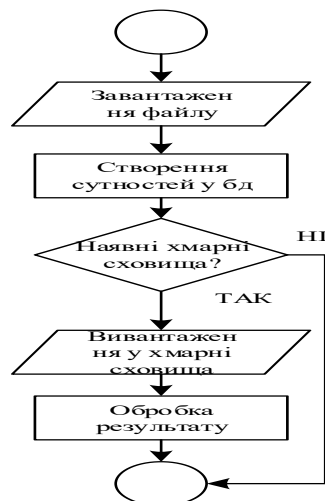 Завантажен
ня файлу
Створення
сутностей у бд
НІ
Наявні хмарні
сховища?
ТАК
Вивантажен
ня у хмарні
сховища
Обробка
результату